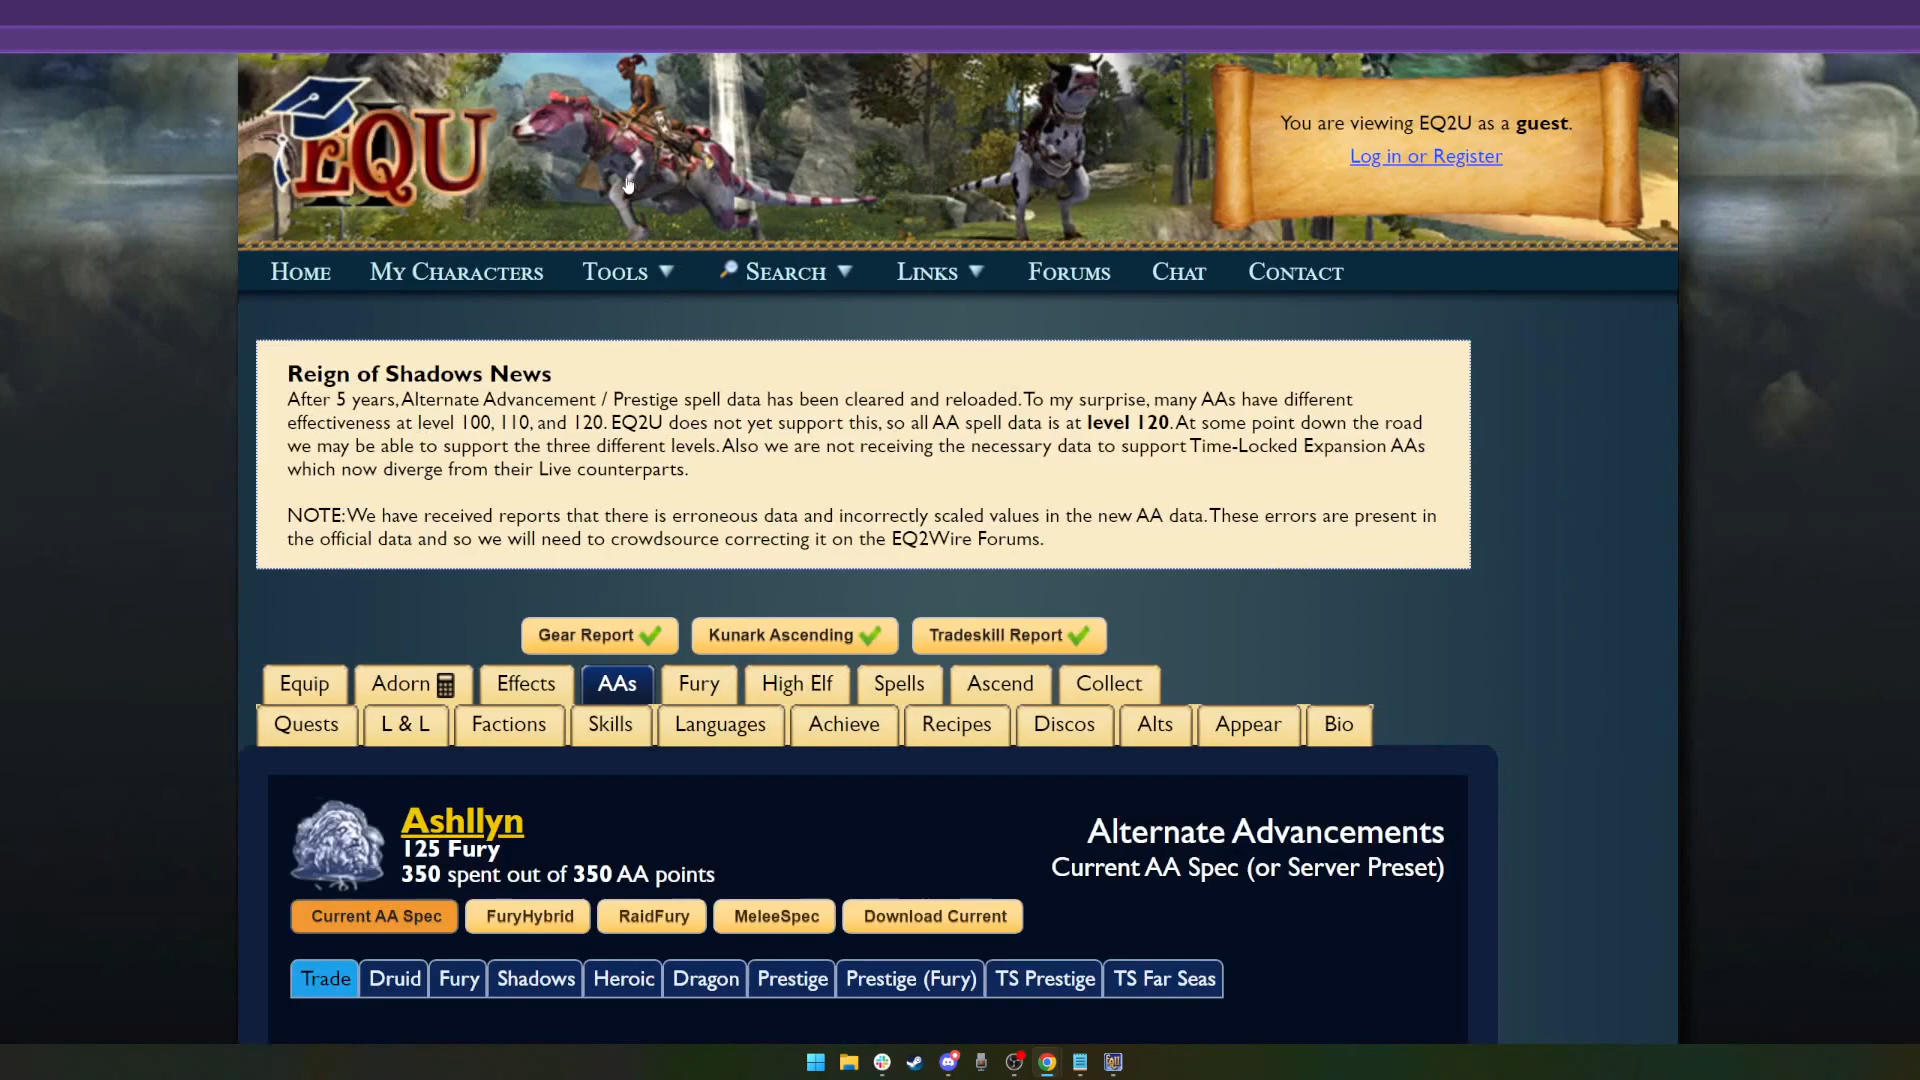 EQU
You are viewing EQ2U as a guest.
Log in or Register
Home My Characters Tools Search Links Forums Chat Contact
Reign of Shadows News
After 5 years, Alternate Advancement / Prestige spell data has been cleared and reloaded. To my surprise, many AAs have different
effectiveness at level 100, 110, and 120. EQ2U does not yet support this, so all AA spell data is at level 120. At some point down the road
we may be able to support the three different levels. Also we are not receiving the necessary data to support Time-Locked Expansion AAs
which now diverge from their Live counterparts.
NOTE: We have received reports that there is erroneous data and incorrectly scaled values in the new AA data. These errors are present in
the official data and so we will need to crowdsource correcting it on the EQ2Wire Forums.
Gear Report Kunark Ascending Tradeskill Report
Equip Adorn Effects AAs Fury High Elf Spells Ascend Collect
Quests L & L Factions Skills Languages Achieve Recipes Discos Alts Appear Bio
Ashllyn
125 Fury
350 spent out of 350 AA points
Alternate Advancements
Current AA Spec (or Server Preset)
Current AA Spec FuryHybrid RaidFury MeleeSpec Download Current
Trade Druid Fury Shadows Heroic Dragon Prestige Prestige (Fury) TS Prestige TS Far Seas